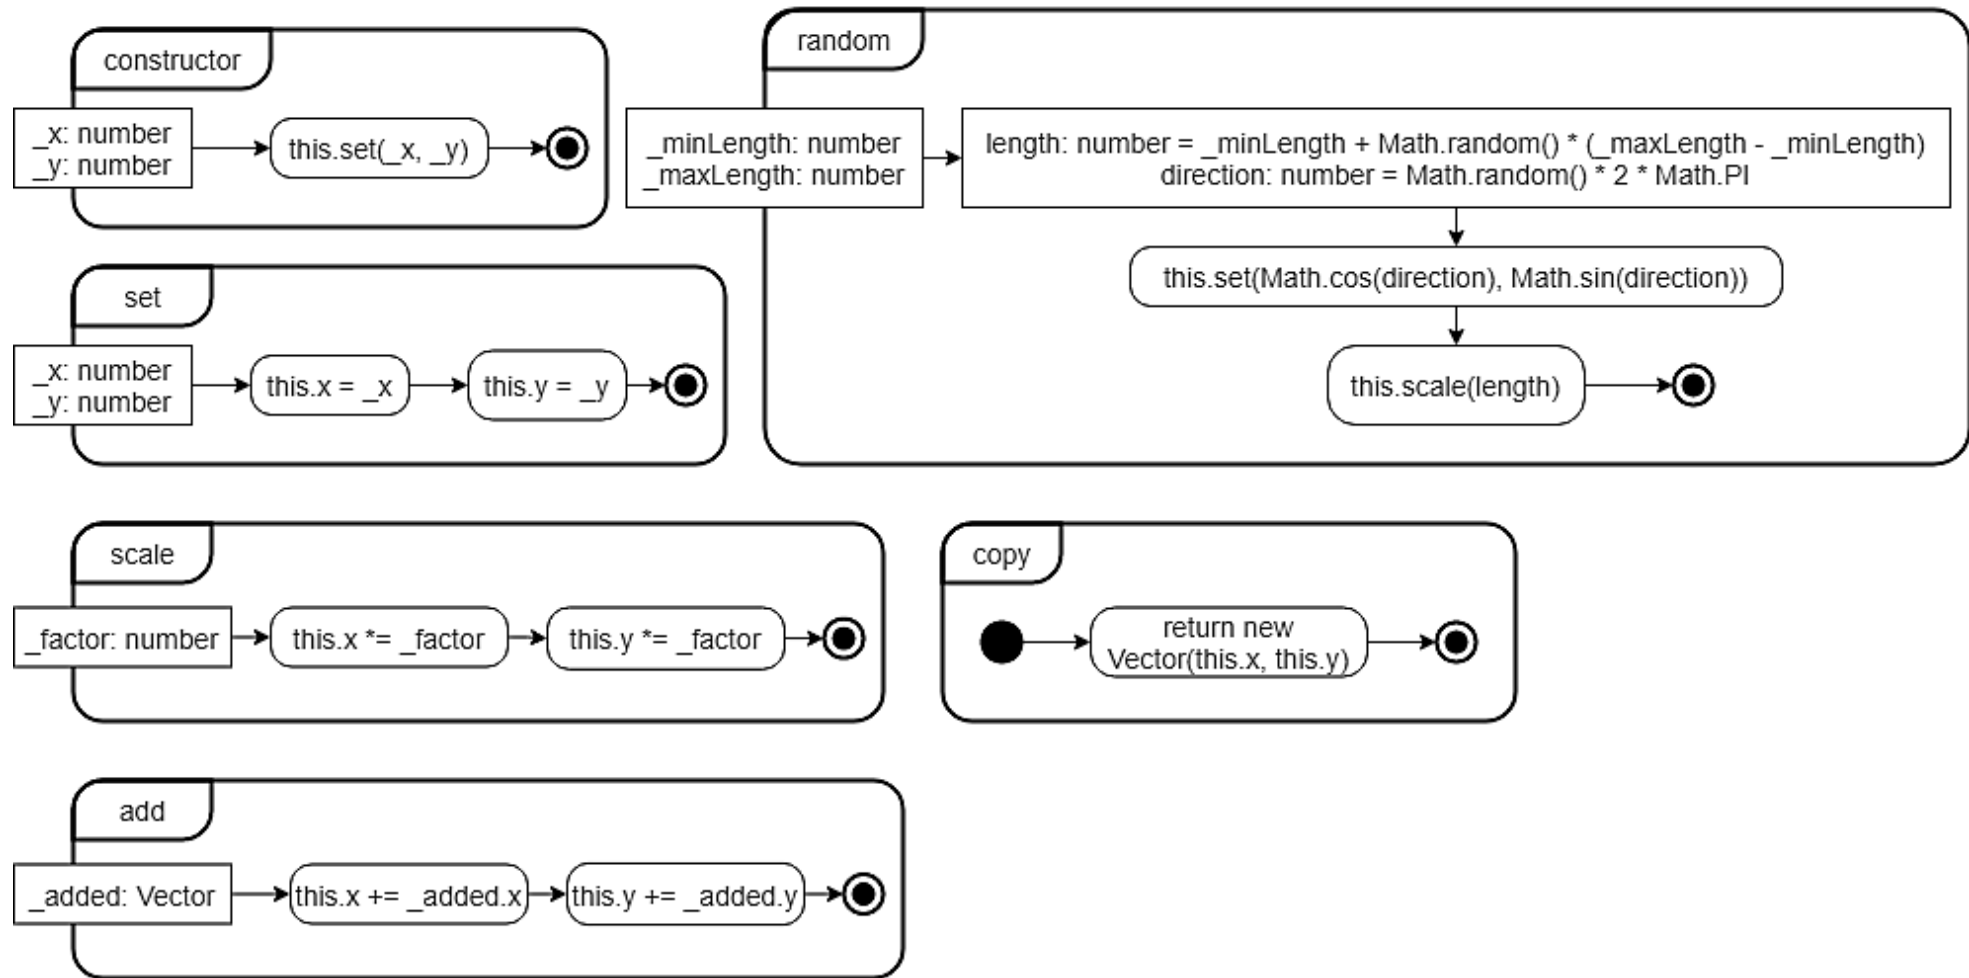 constructor
_x: number
_y: number
this.set(_x, _y)
random
_minLength: number
_maxLength: number
length: number = _minLength + Math.random() * (_maxLength - _minLength)
direction: number = Math.random() * 2 * Math.PI
this.set(Math.cos(direction), Math.sin(direction))
this.scale(length)
set
_x: number
_y: number
this.x = _x
this.y = _y
scale
_factor: number
this.x *= _factor
this.y *= _factor
copy
return new
Vector(this.x, this.y)
add
_added: Vector
this.x += _added.x
this.y += _added.y